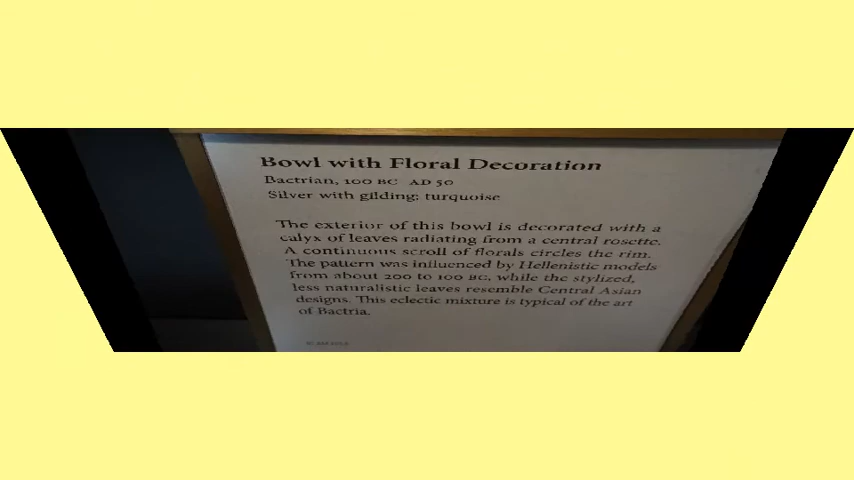 Bowl with Floral Decoration
Bactrian, 100 BC AD 50
Silver with gilding; turquoise
The exterior of this bowl is decorated with a
calyx of leaves radiating from a central rosette.
A continuous scroll of florals circles the rim.
The pattern was influenced by Hellenistic models
from about 200 to 100 BC, while the stylized,
less naturalistic leaves resemble Central Asian
designs. This eclectic mixture is typical of the art
of Bactria.